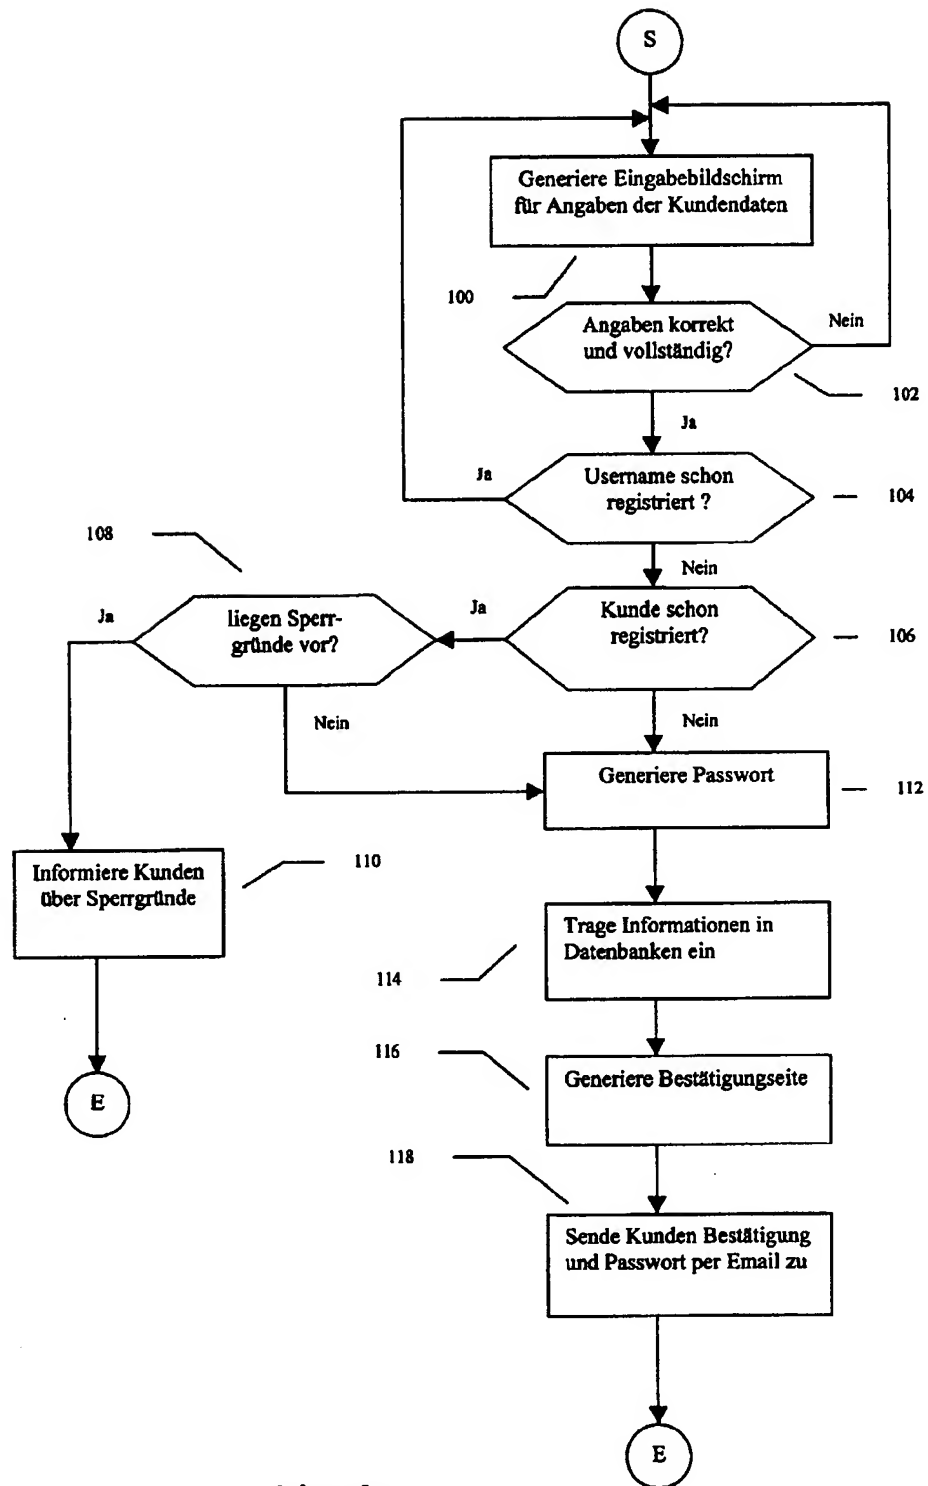 S
Generiere Eingabebildschirm
für Angaben der Kundendaten
100
Angaben korrekt
und vollständig?
Nein
102
Ja
Username schon
registriert ?
Ja
104
Nein
108
Kunde schon
registriert?
Ja
106
liegen Sperr-
gründe vor?
Ja
Nein
Nein
Generiere Passwort
112
Informiere Kunden
über Sperrgründe
110
Trage Informationen in
Datenbanken ein
114
116
Generiere Bestätigungseite
E
118
Sende Kunden Bestätigung
und Passwort per Email zu
E